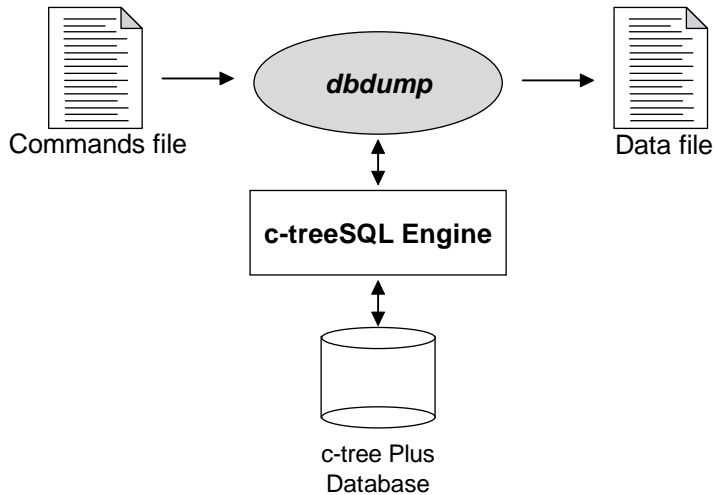 dbdump
Commands file
Data file
c-treeSQL Engine
c-tree Plus
Database